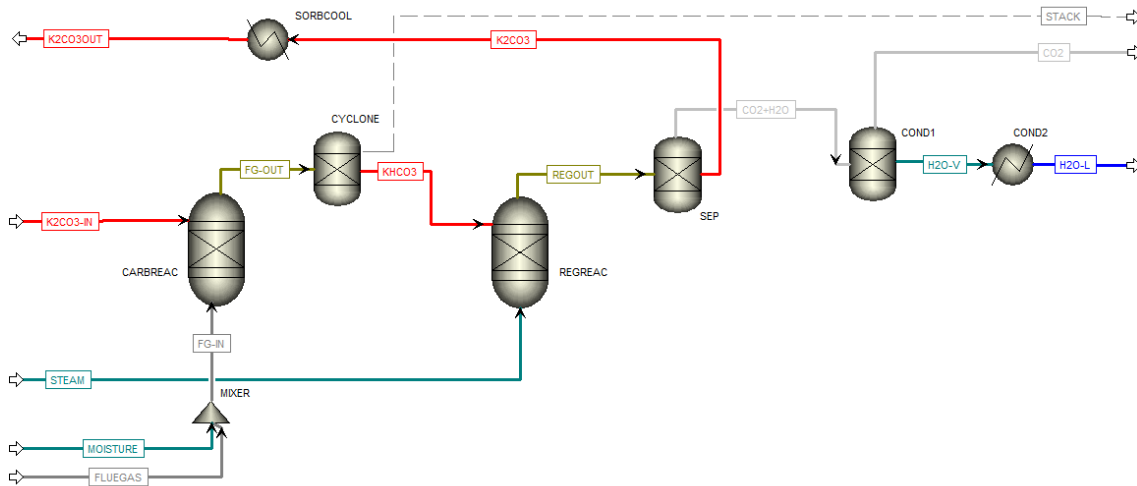 SORBCOOL
STACK
K2CO3OUT
K2CO3
CO2
CO2+H2O
CYCLONE
COND1
COND2
FG-OUT
KHCO3
REGOUT
H2O-V
H2O-L
SEP
K2CO3-IN
CARBREAC
REGREAC
FG-IN
STEAM
MIXER
MOISTURE
FLUEGAS